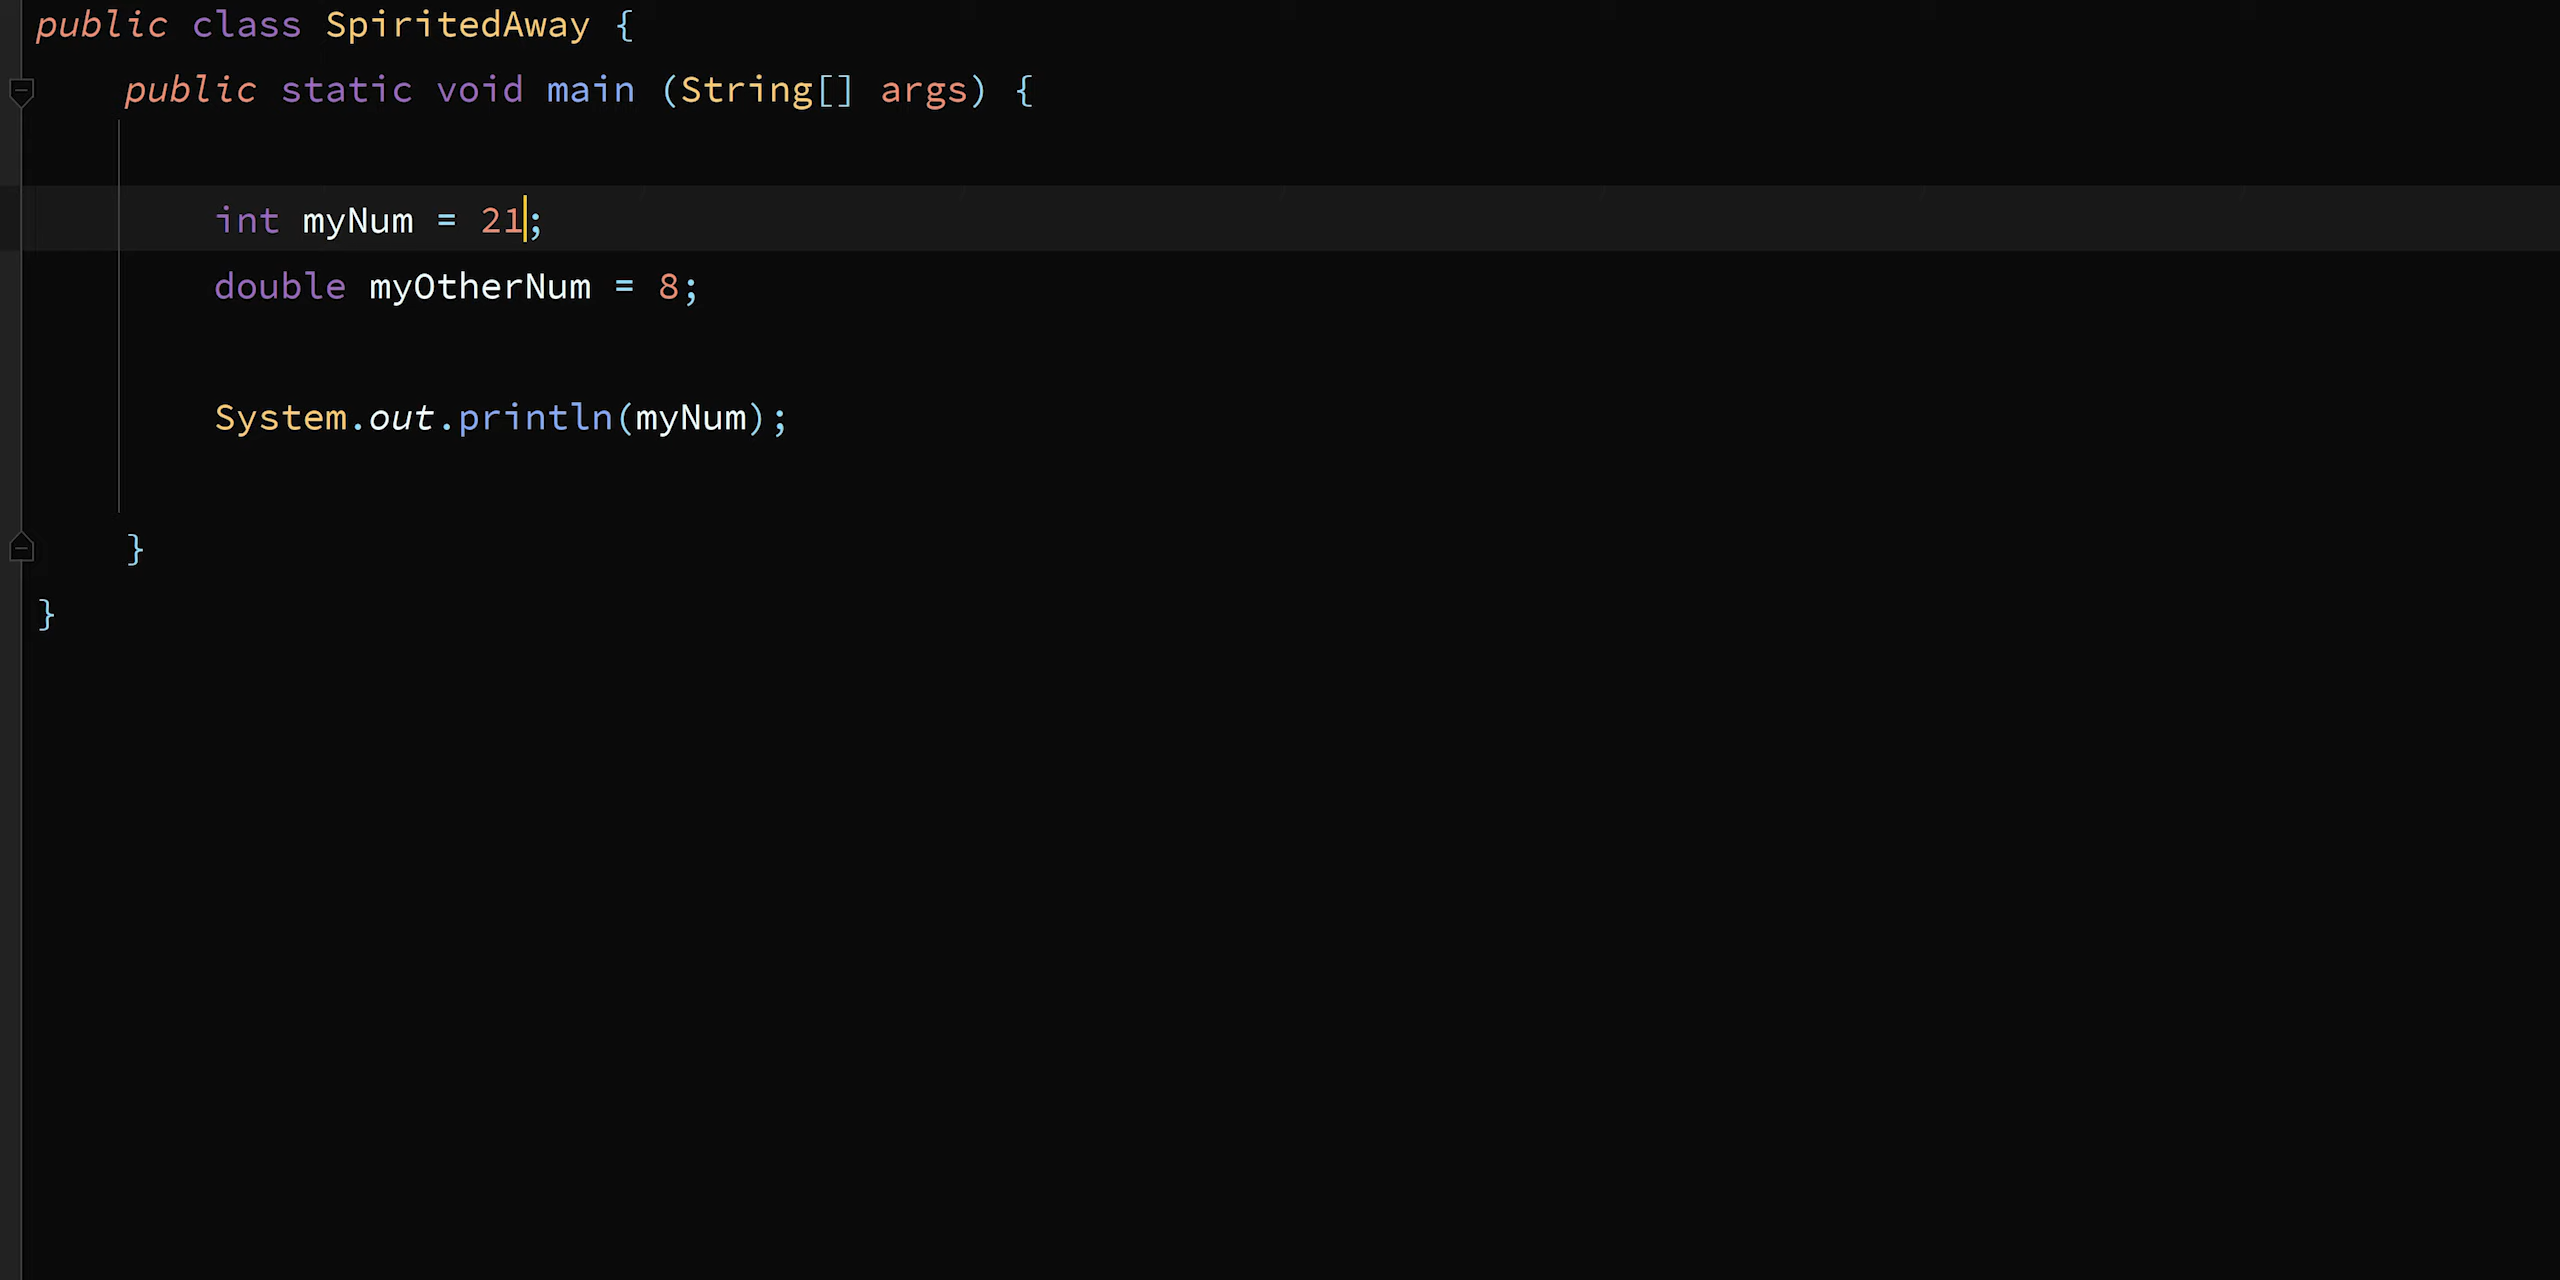 public class SpiritedAway {
public static void main (String[] args) {
int myNum = 21;
double myOtherNum = 8;
System.out.println(myNum);
}
}